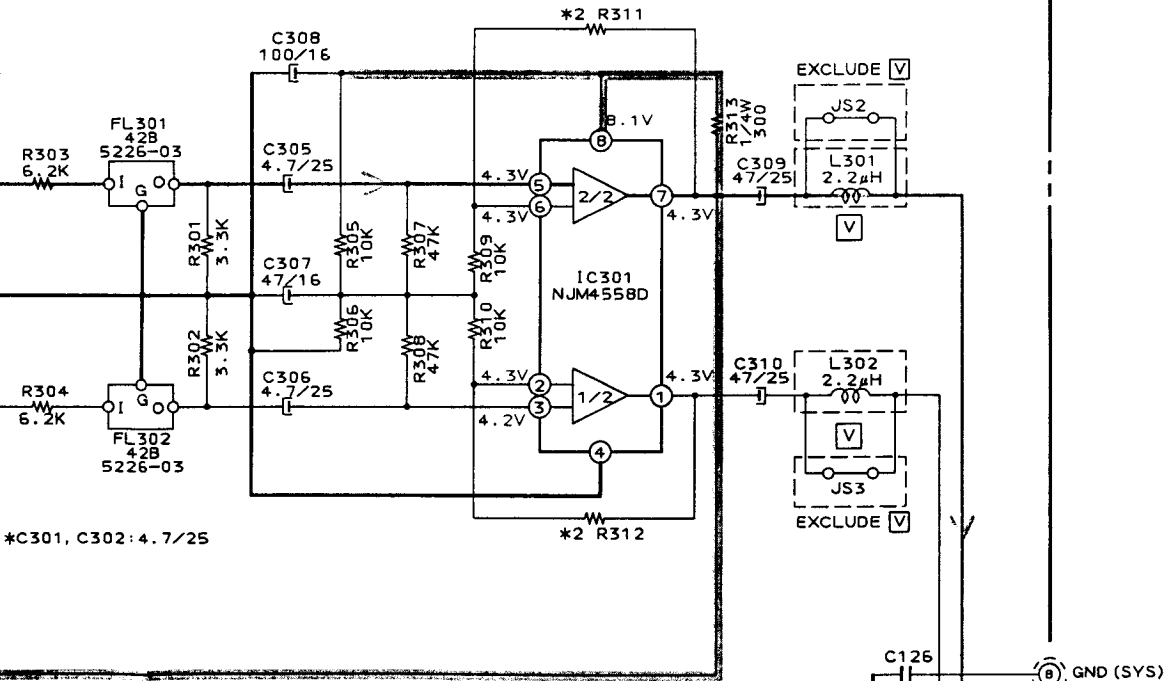 *2 R311
C308
100/16
EXCLUDE V
JS2
R313
1/4W
300
8.1V
8
FL301
42B
5226-03
R303
6.2K
I G O
C305
4.7/25
4.3V 5
4.3V 6
2/2
7
4.3V
C309
47/25
L301
2.2µH
V
R301
3.3K
R305
10K
R307
47K
R309
10K
C307
47/16
IC301
NJM4558D
R302
3.3K
R306
10K
R308
47K
R310
10K
R304
6.2K
I G O
FL302
42B
5226-03
C306
4.7/25
4.3V 2
4.2V 3
1/2
1
4.3V
4
C310
47/25
L302
2.2µH
V
JS3
EXCLUDE V
*2 R312
*C301, C302:4.7/25
C126
8 GND (SYS)